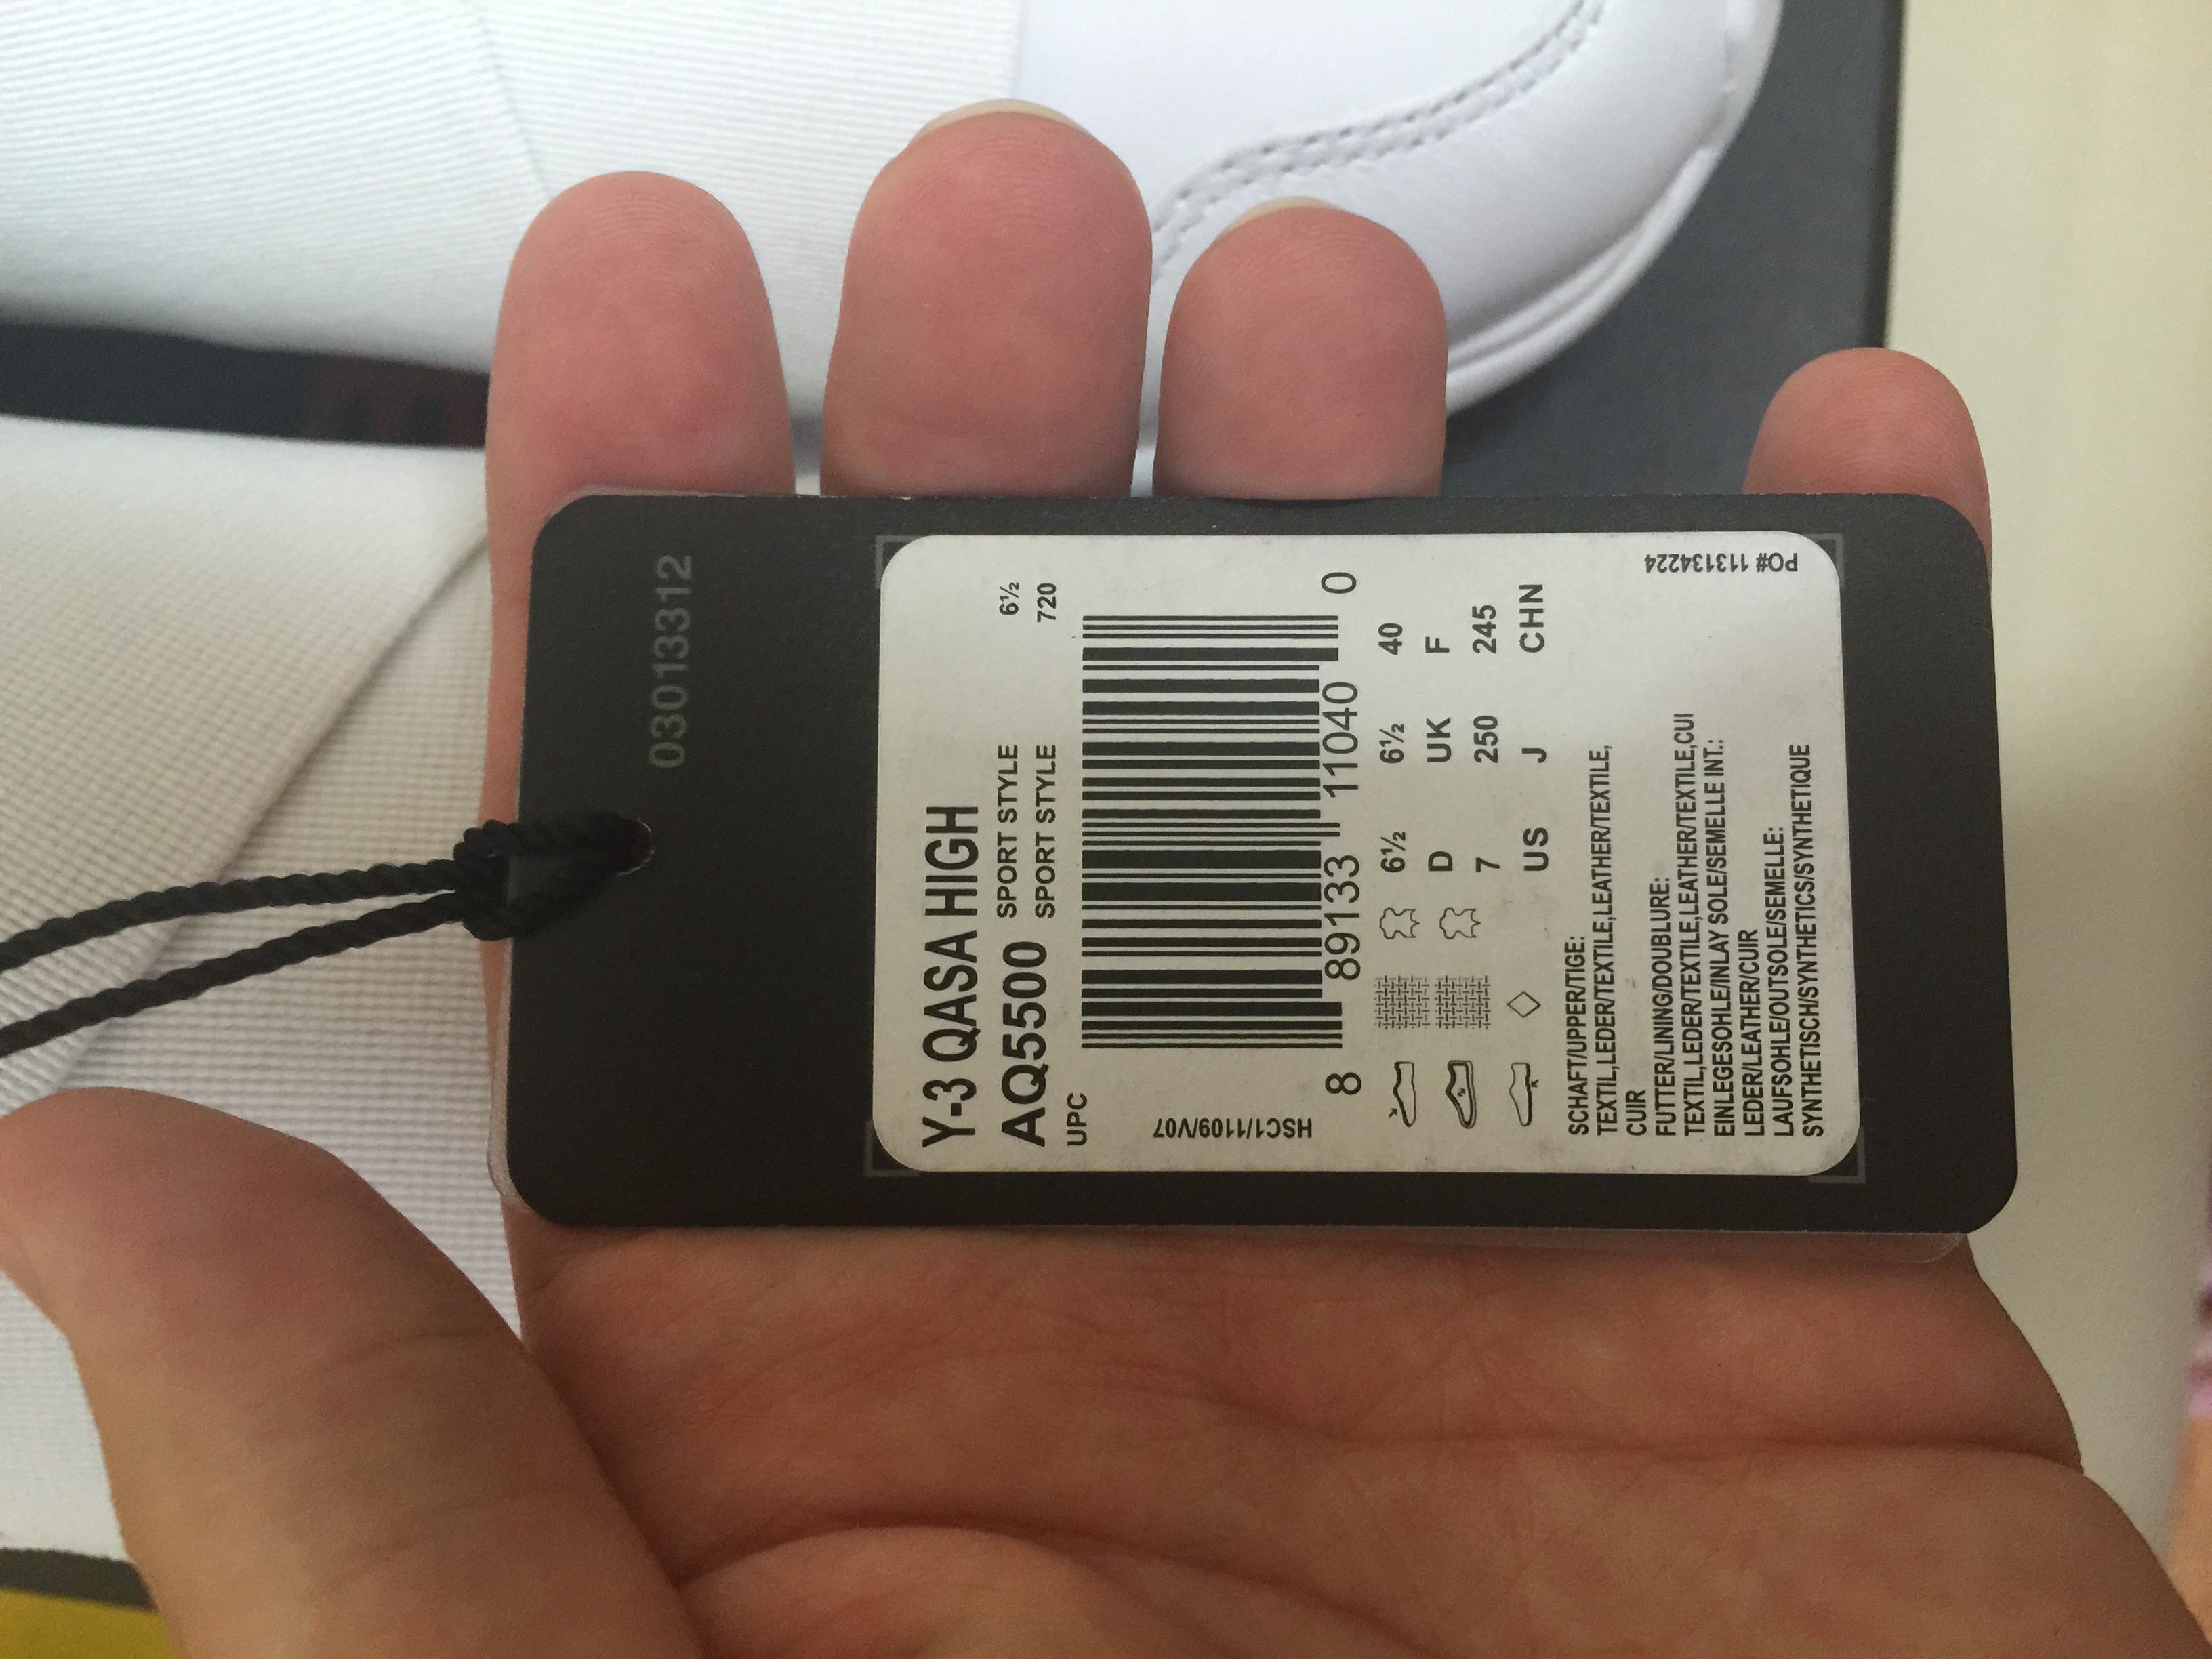 03013312
Y-3 QASA HIGH
AQ5500 SPORT STYLE 6½
SPORT STYLE 720
UPC
8 89133 11040 0
HSC1/1109/V07
6½ 6½ 40
D UK F
7 250 245
US J CHN
SCHAFT/UPPER/TIGE:
TEXTIL,LEDER/TEXTILE,LEATHER/TEXTILE,
CUIR
FUTTER/LINING/DOUBLURE:
TEXTIL,LEDER/TEXTILE,LEATHER/TEXTILE,CUI
EINLEGESOHLE/INLAY SOLE/SEMELLE INT.:
LEDER/LEATHER/CUIR
LAUFSOHLE/OUTSOLE/SEMELLE:
SYNTHETISCH/SYNTHETICS/SYNTHETIQUE
PO# 113134224